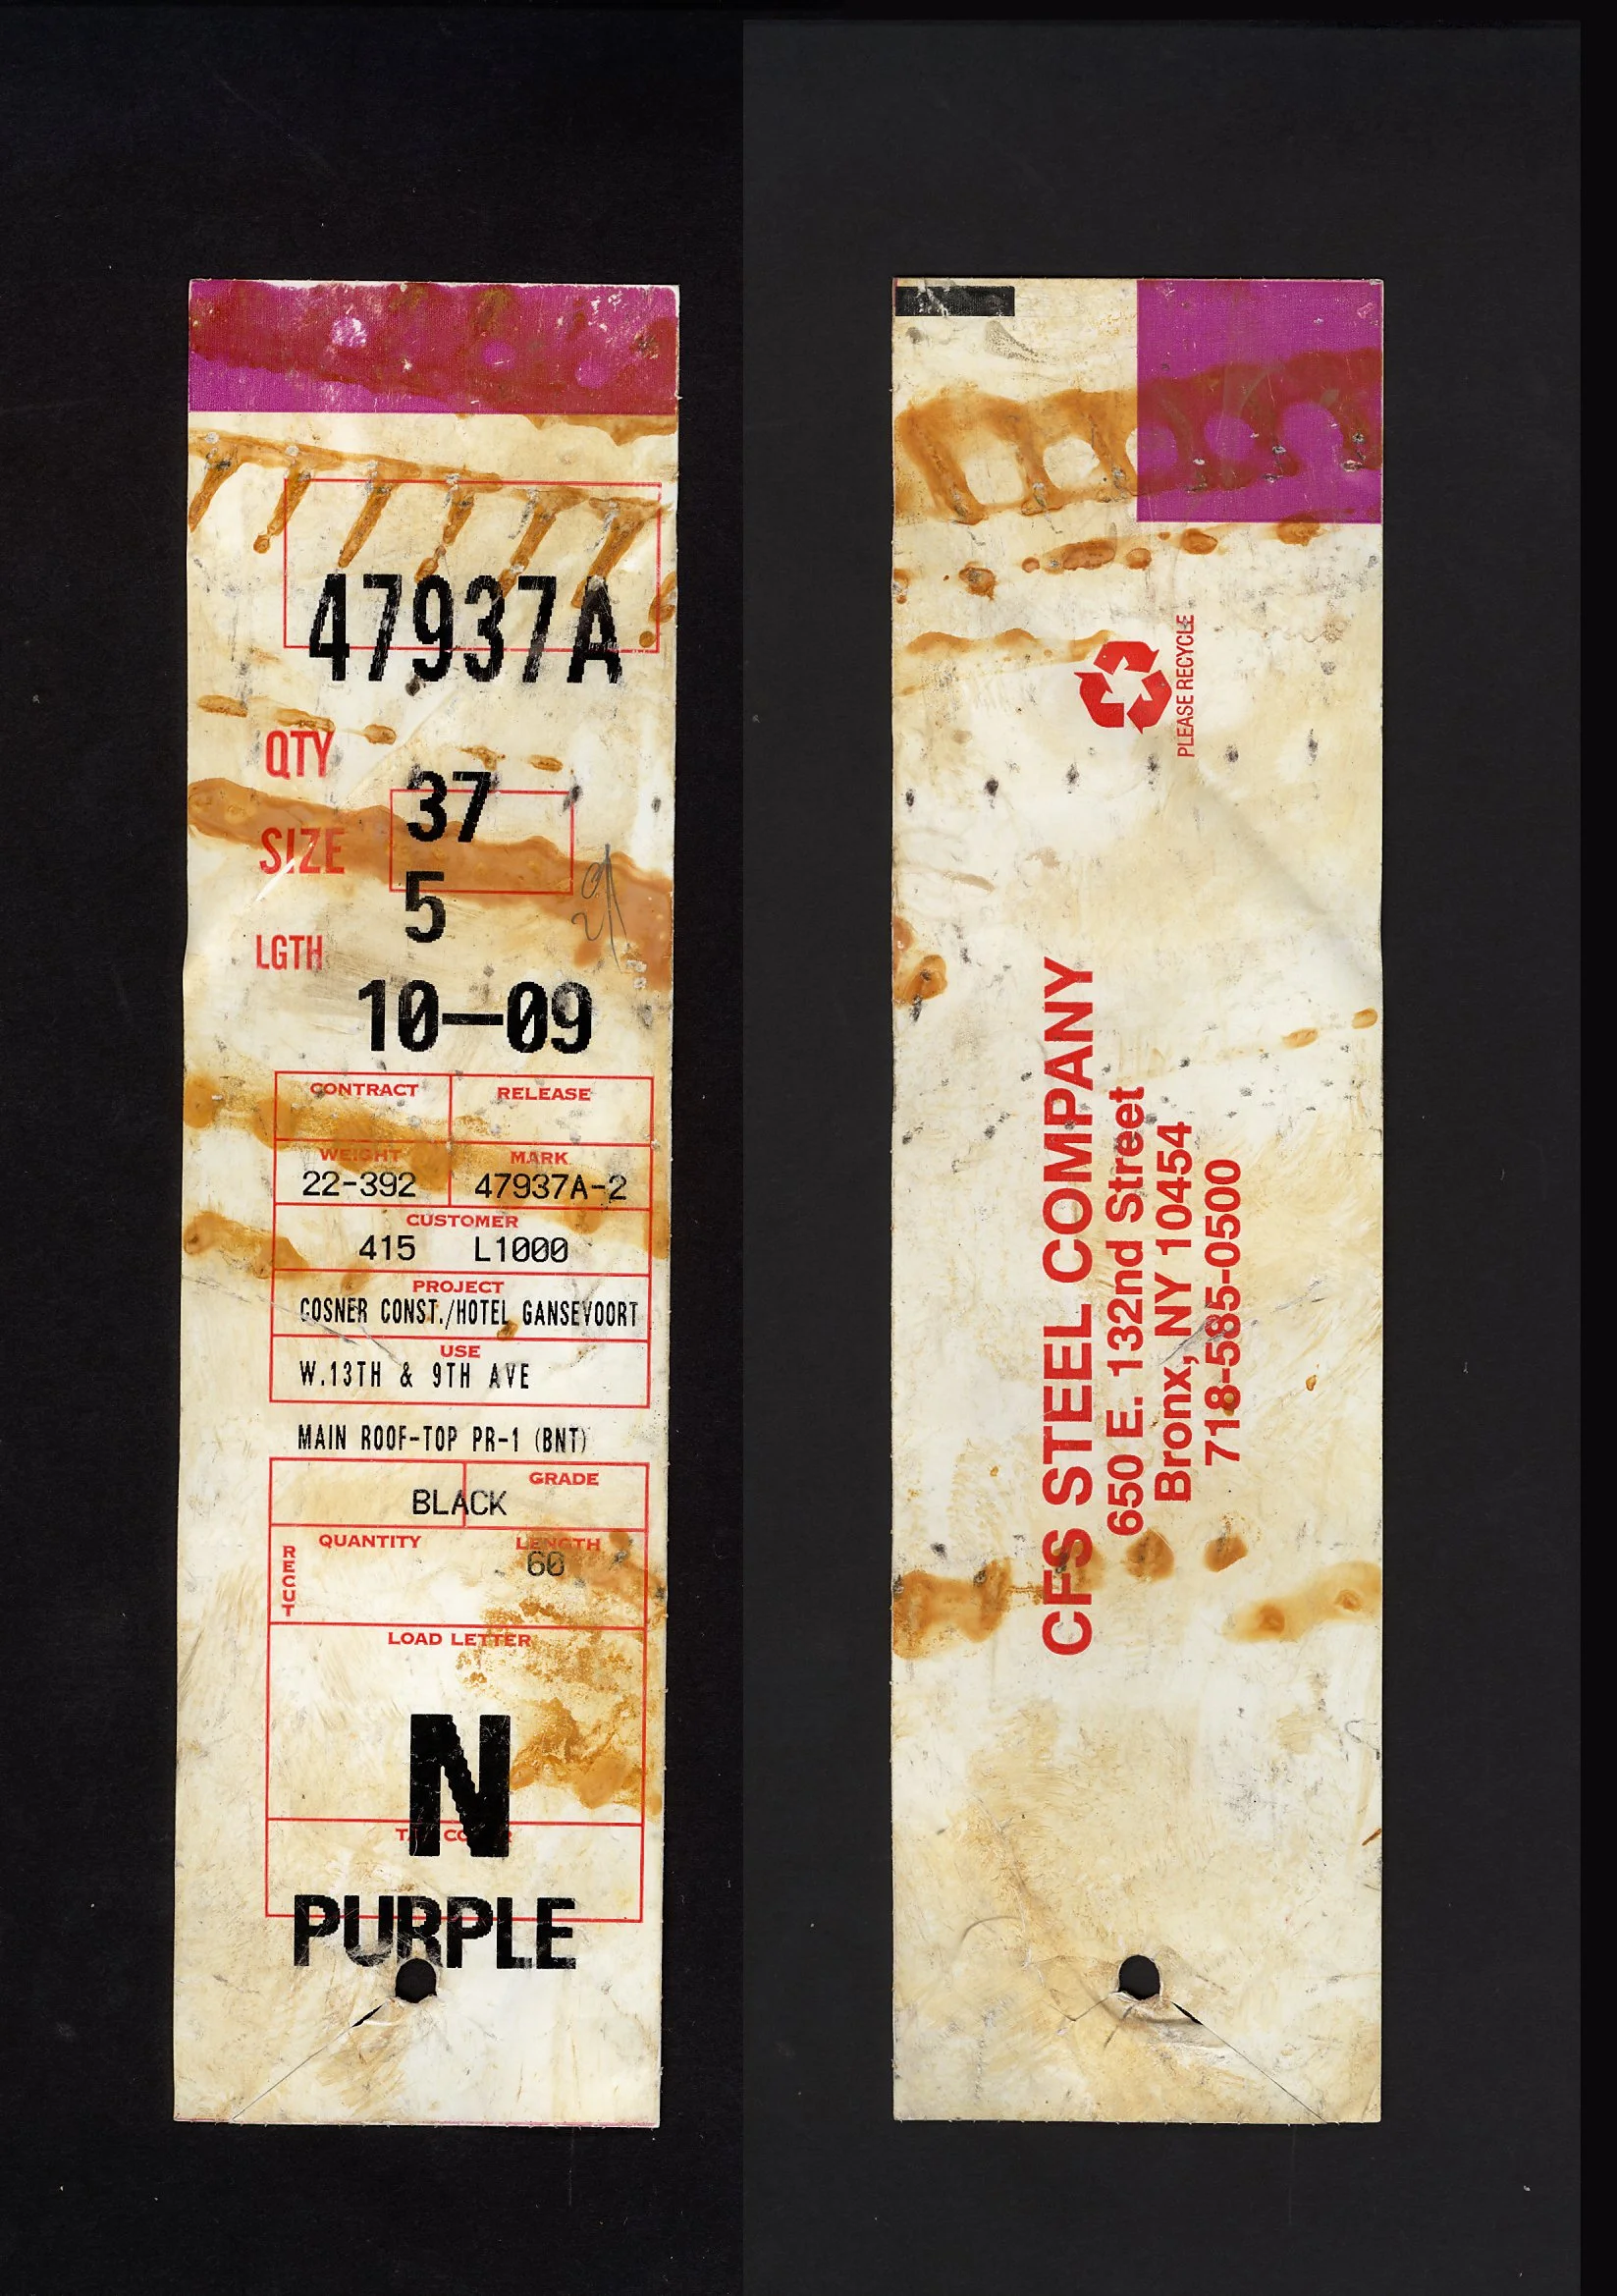 47937A
QTY
37
SIZE
5
LGTH
10—09
CONTRACT RELEASE
WEIGHT MARK
22-392 47937A-2
CUSTOMER
415 L1000
PROJECT
COSNER CONST./HOTEL GANSEVOORT
USE
W.13TH & 9TH AVE
MAIN ROOF-TOP PR-1 (BNT)
GRADE
BLACK
RECUT
QUANTITY LENGTH
60
LOAD LETTER
N
PURPLE
PLEASE RECYCLE
CFS STEEL COMPANY
650 E. 132nd Street
Bronx, NY 10454
718-585-0500